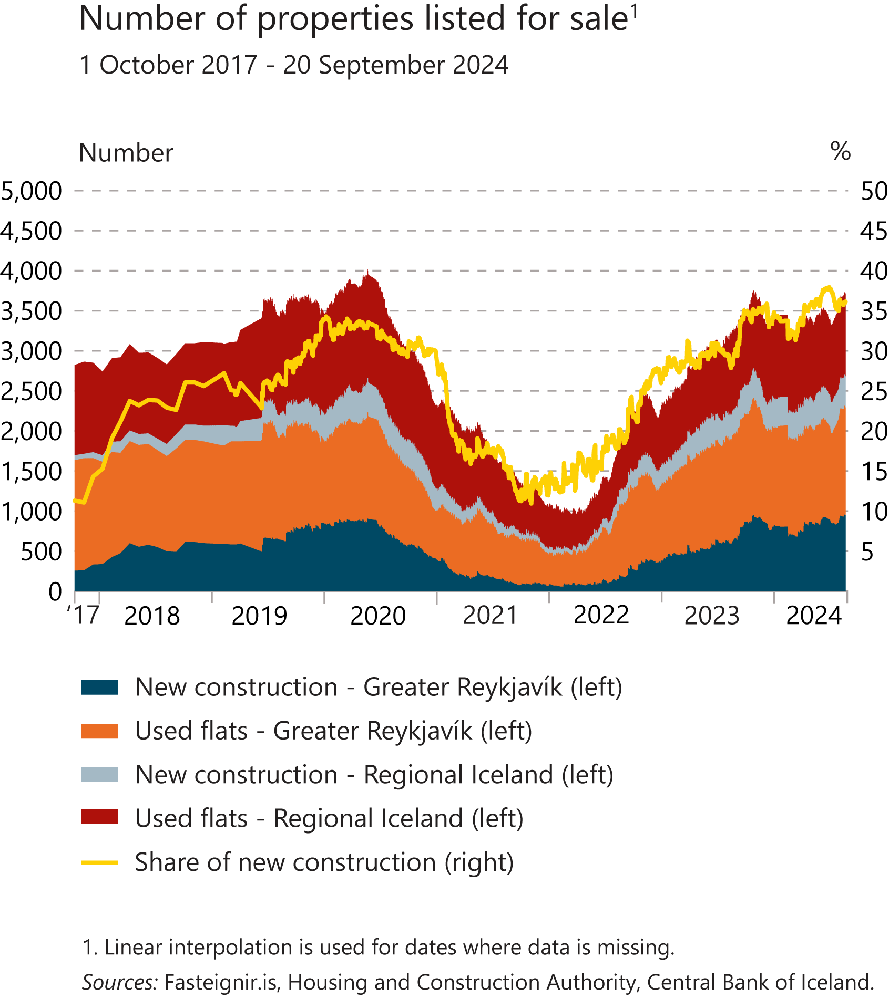 Number of properties listed for sale¹
1 October 2017 - 20 September 2024
Number %
5,000 50
4,500 45
4,000 40
3,500 35
3,000 30
2,500 25
2,000 20
1,500 15
1,000 10
500 5
0
‘17 2018 2019 2020 2021 2022 2023 2024
New construction - Greater Reykjavík (left)
Used flats - Greater Reykjavík (left)
New construction - Regional Iceland (left)
Used flats - Regional Iceland (left)
Share of new construction (right)
1. Linear interpolation is used for dates where data is missing.
Sources: Fasteignir.is, Housing and Construction Authority, Central Bank of Iceland.